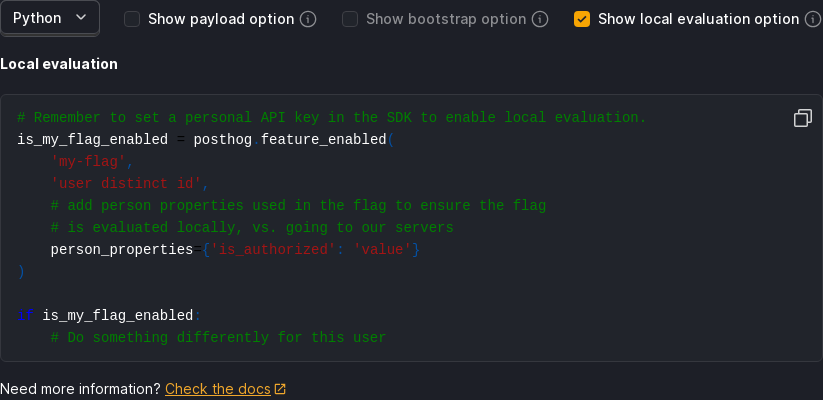 Python Show payload option Show bootstrap option Show local evaluation option
Local evaluation
# Remember to set a personal API key in the SDK to enable local evaluation.
is_my_flag_enabled = posthog.feature_enabled(
    'my-flag',
    'user distinct id',
    # add person properties used in the flag to ensure the flag
    # is evaluated locally, vs. going to our servers
    person_properties={'is_authorized': 'value'}
)
if is_my_flag_enabled:
    # Do something differently for this user
Need more information? Check the docs